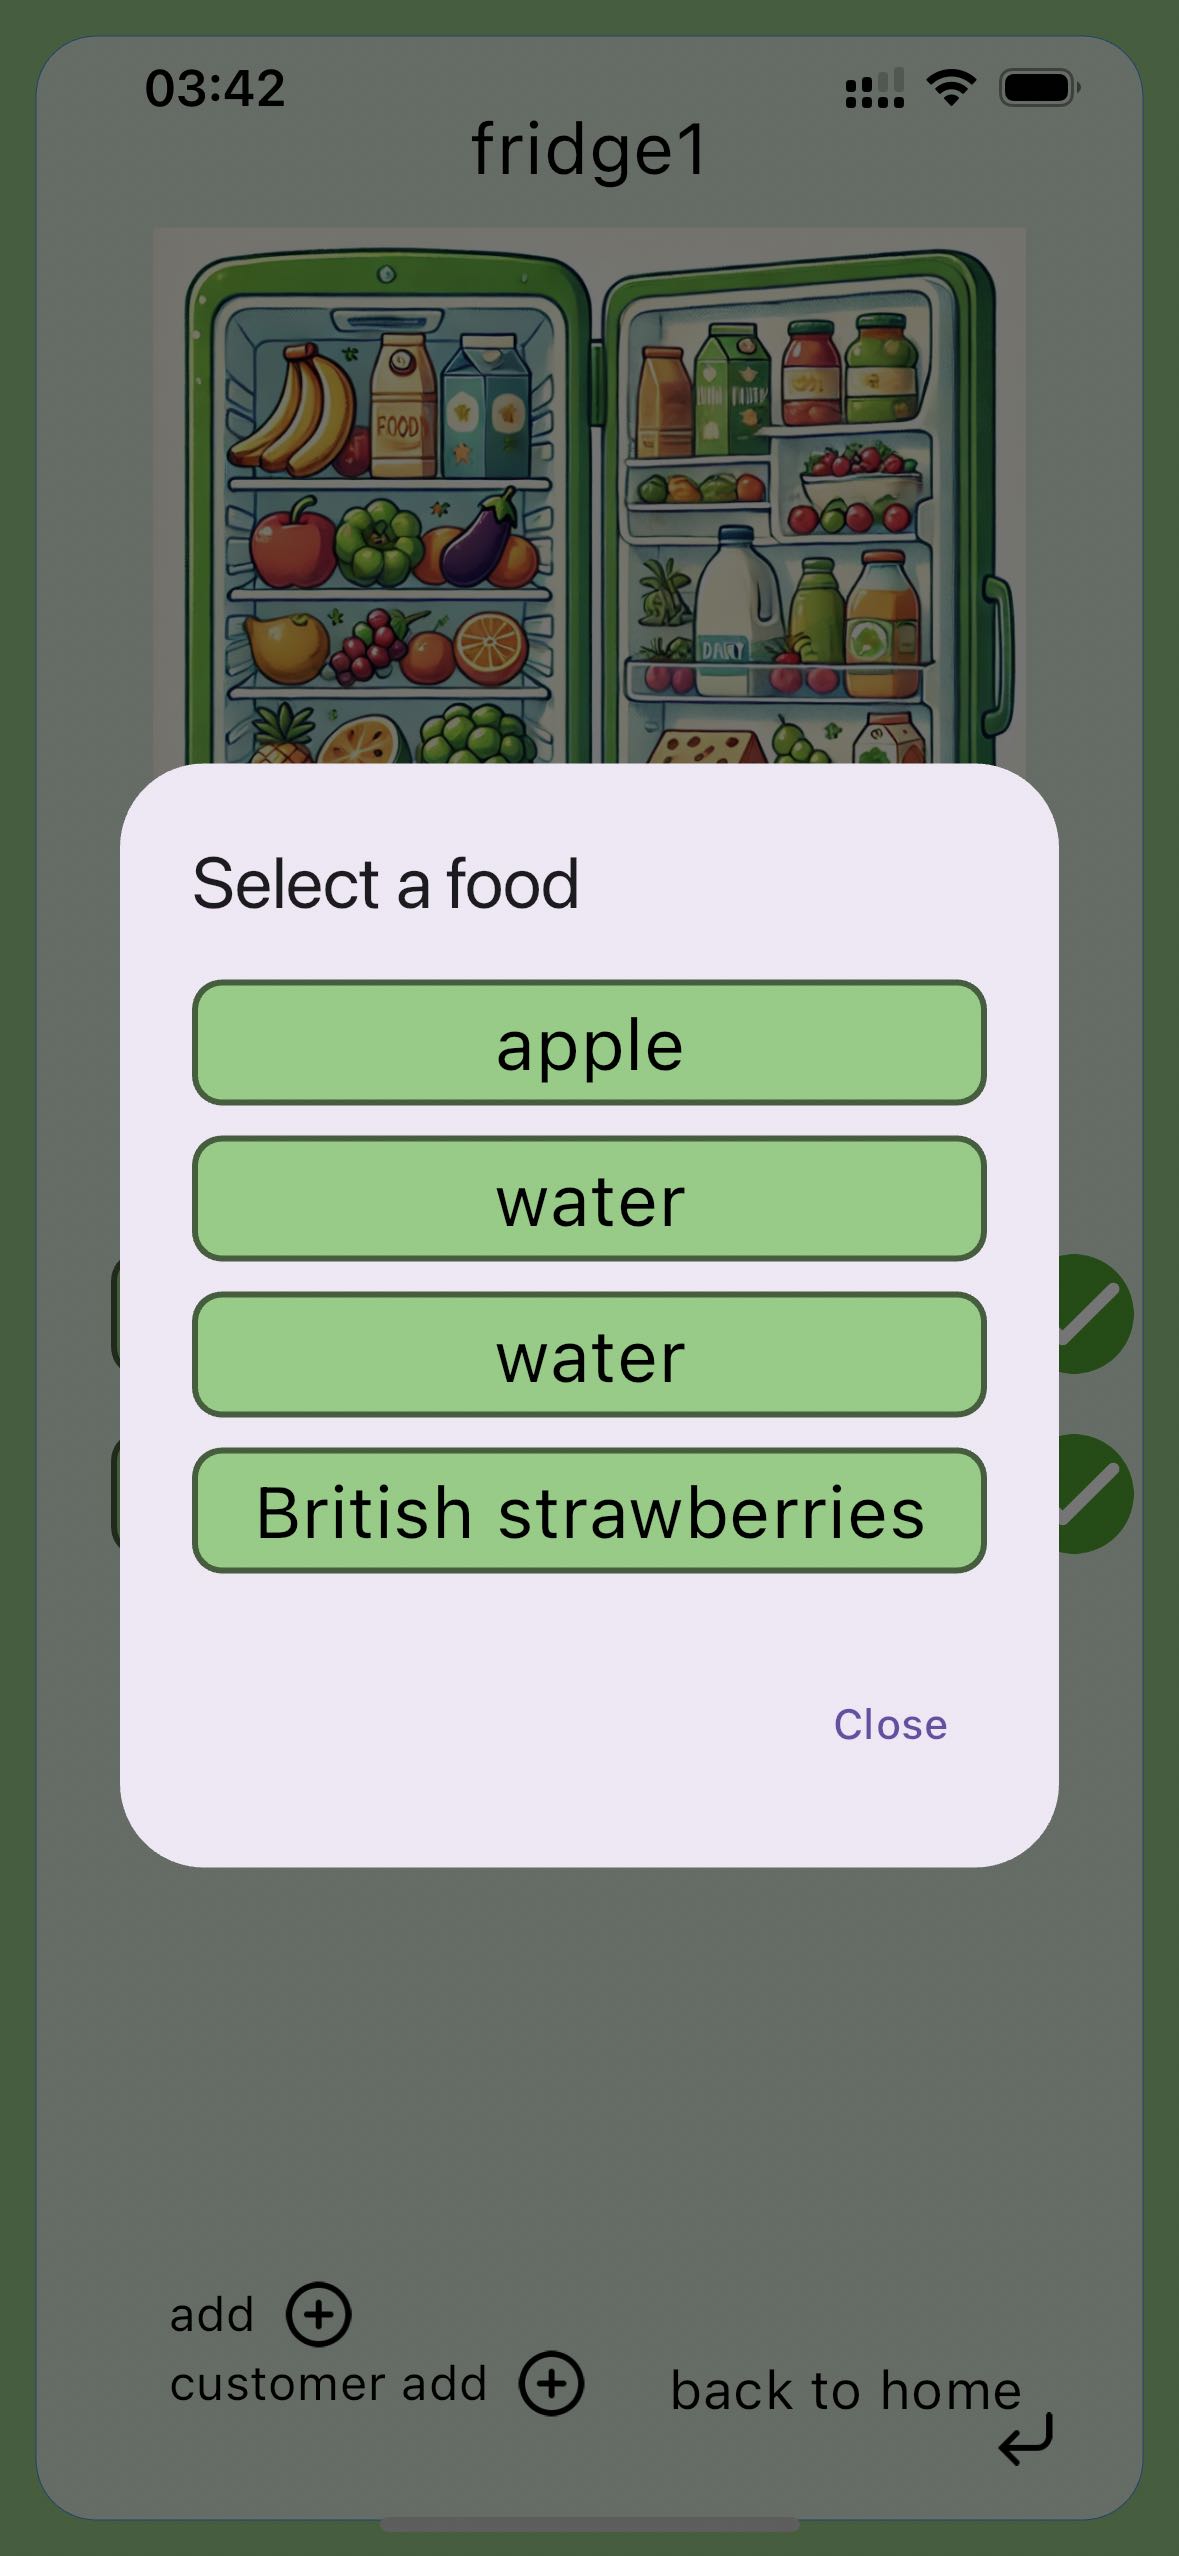 03:42
fridge1
FOOD
DAIRY
Select a food
apple
water
water
British strawberries
Close
add
customer add
back to home